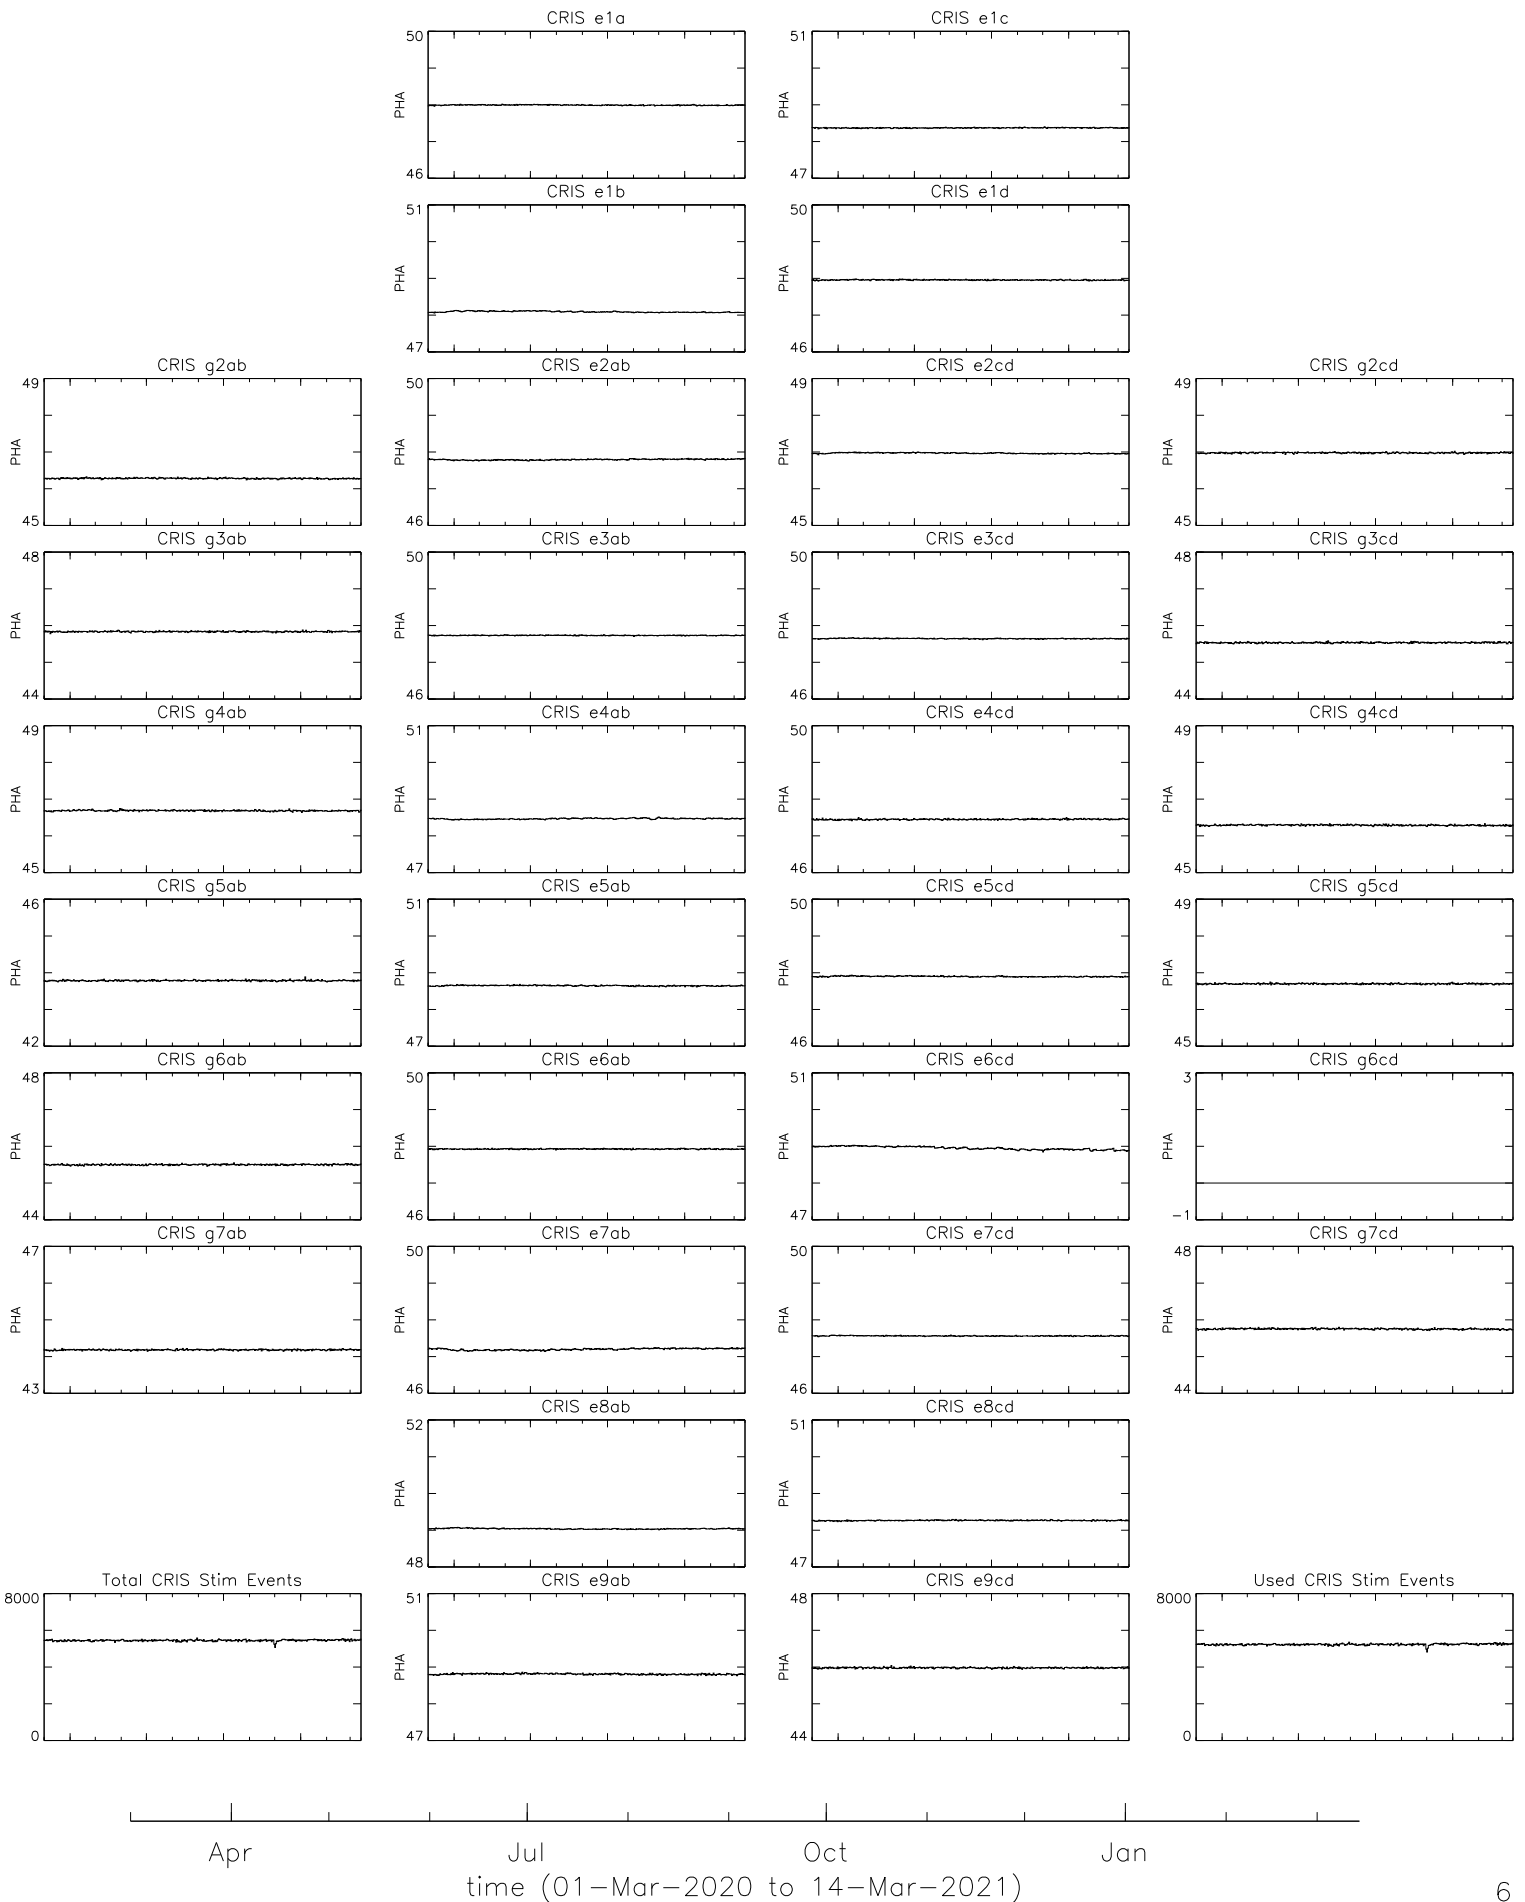 CRIS e1a
CRIS e1c
50
PHA
46
51
PHA
47
CRIS e1b
CRIS e1d
51
PHA
47
50
PHA
46
CRIS g2ab
CRIS e2ab
CRIS e2cd
CRIS g2cd
49
PHA
45
50
PHA
46
49
PHA
45
49
PHA
45
CRIS g3ab
CRIS e3ab
CRIS e3cd
CRIS g3cd
48
PHA
44
50
PHA
46
50
PHA
46
48
PHA
44
CRIS g4ab
CRIS e4ab
CRIS e4cd
CRIS g4cd
49
PHA
45
51
PHA
47
50
PHA
46
49
PHA
45
CRIS g5ab
CRIS e5ab
CRIS e5cd
CRIS g5cd
46
PHA
42
51
PHA
47
50
PHA
46
49
PHA
45
CRIS g6ab
CRIS e6ab
CRIS e6cd
CRIS g6cd
48
PHA
44
50
PHA
46
51
PHA
47
3
PHA
−1
CRIS g7ab
CRIS e7ab
CRIS e7cd
CRIS g7cd
47
PHA
43
50
PHA
46
50
PHA
46
48
PHA
44
CRIS e8ab
CRIS e8cd
52
PHA
48
51
PHA
47
Total CRIS Stim Events
CRIS e9ab
CRIS e9cd
Used CRIS Stim Events
8000
0
51
PHA
47
48
PHA
44
8000
0
Apr
Jul
Oct
Jan
time (01−Mar−2020 to 14−Mar−2021)
6